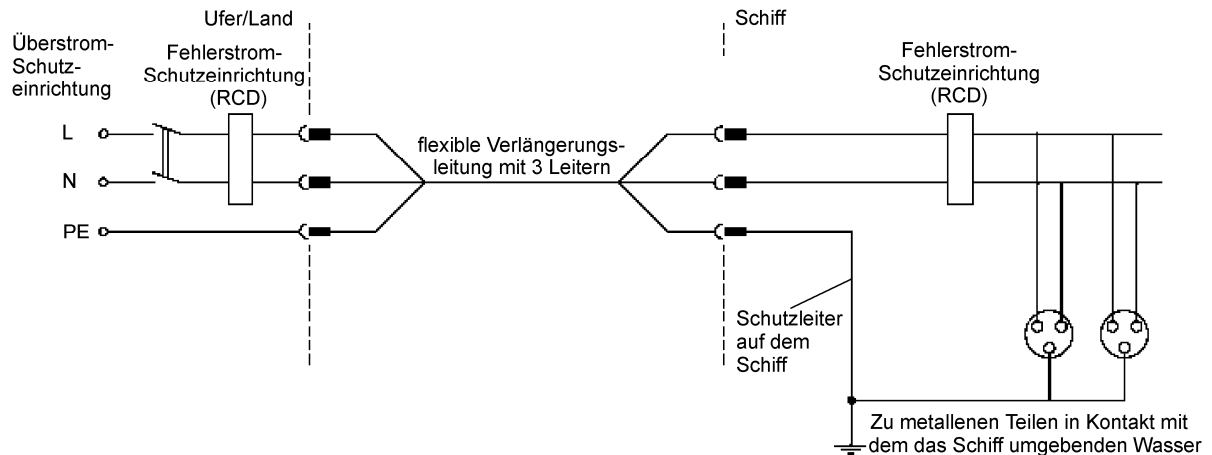 Ufer/Land
Schiff
Überstrom-
Schutz-
einrichtung
Fehlerstrom-
Schutzeinrichtung
(RCD)
Fehlerstrom-
Schutzeinrichtung
(RCD)
L
flexible Verlängerungs-
leitung mit 3 Leitern
N
PE
Schutzleiter
auf dem
Schiff
Zu metallenen Teilen in Kontakt mit
dem das Schiff umgebenden Wasser